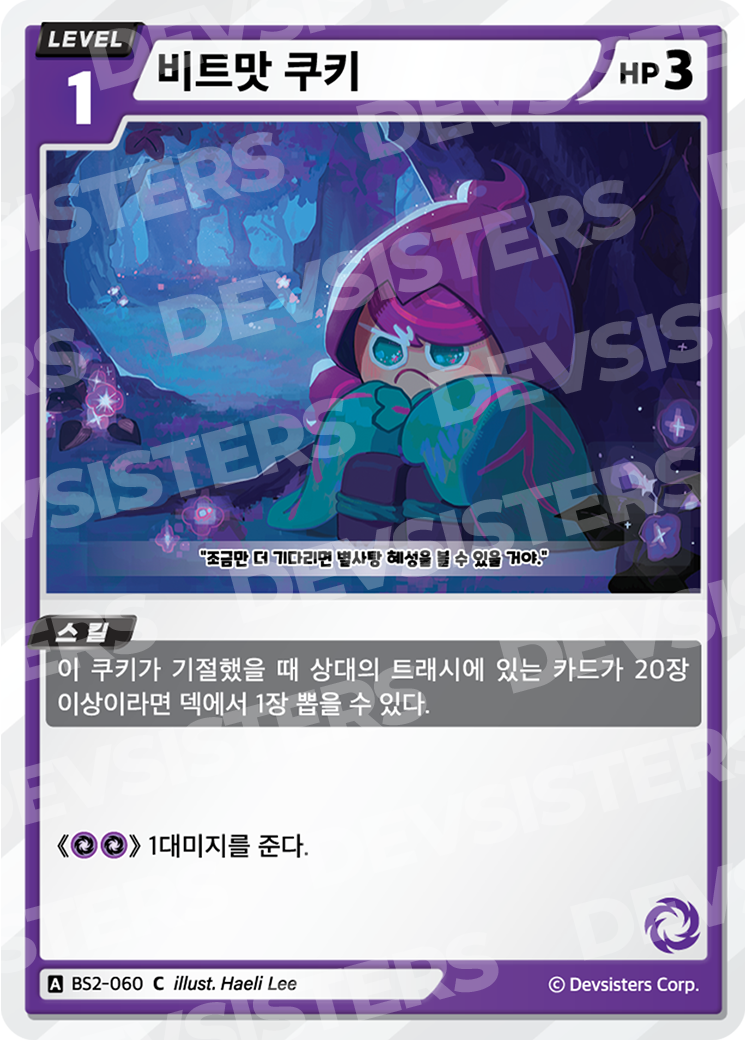 LEVEL
1
비트맛 쿠키
HP 3
"조금만 더 기다리면 별사탕 혜성을 볼 수 있을 거야."
스킬
이 쿠키가 기절했을 때 상대의 트래시에 있는 카드가 20장
이상이라면 덱에서 1장 뽑을 수 있다.
《》 1대미지를 준다.
A BS2-060 C illust. Haeli Lee
© Devsisters Corp.
DEVSISTERS